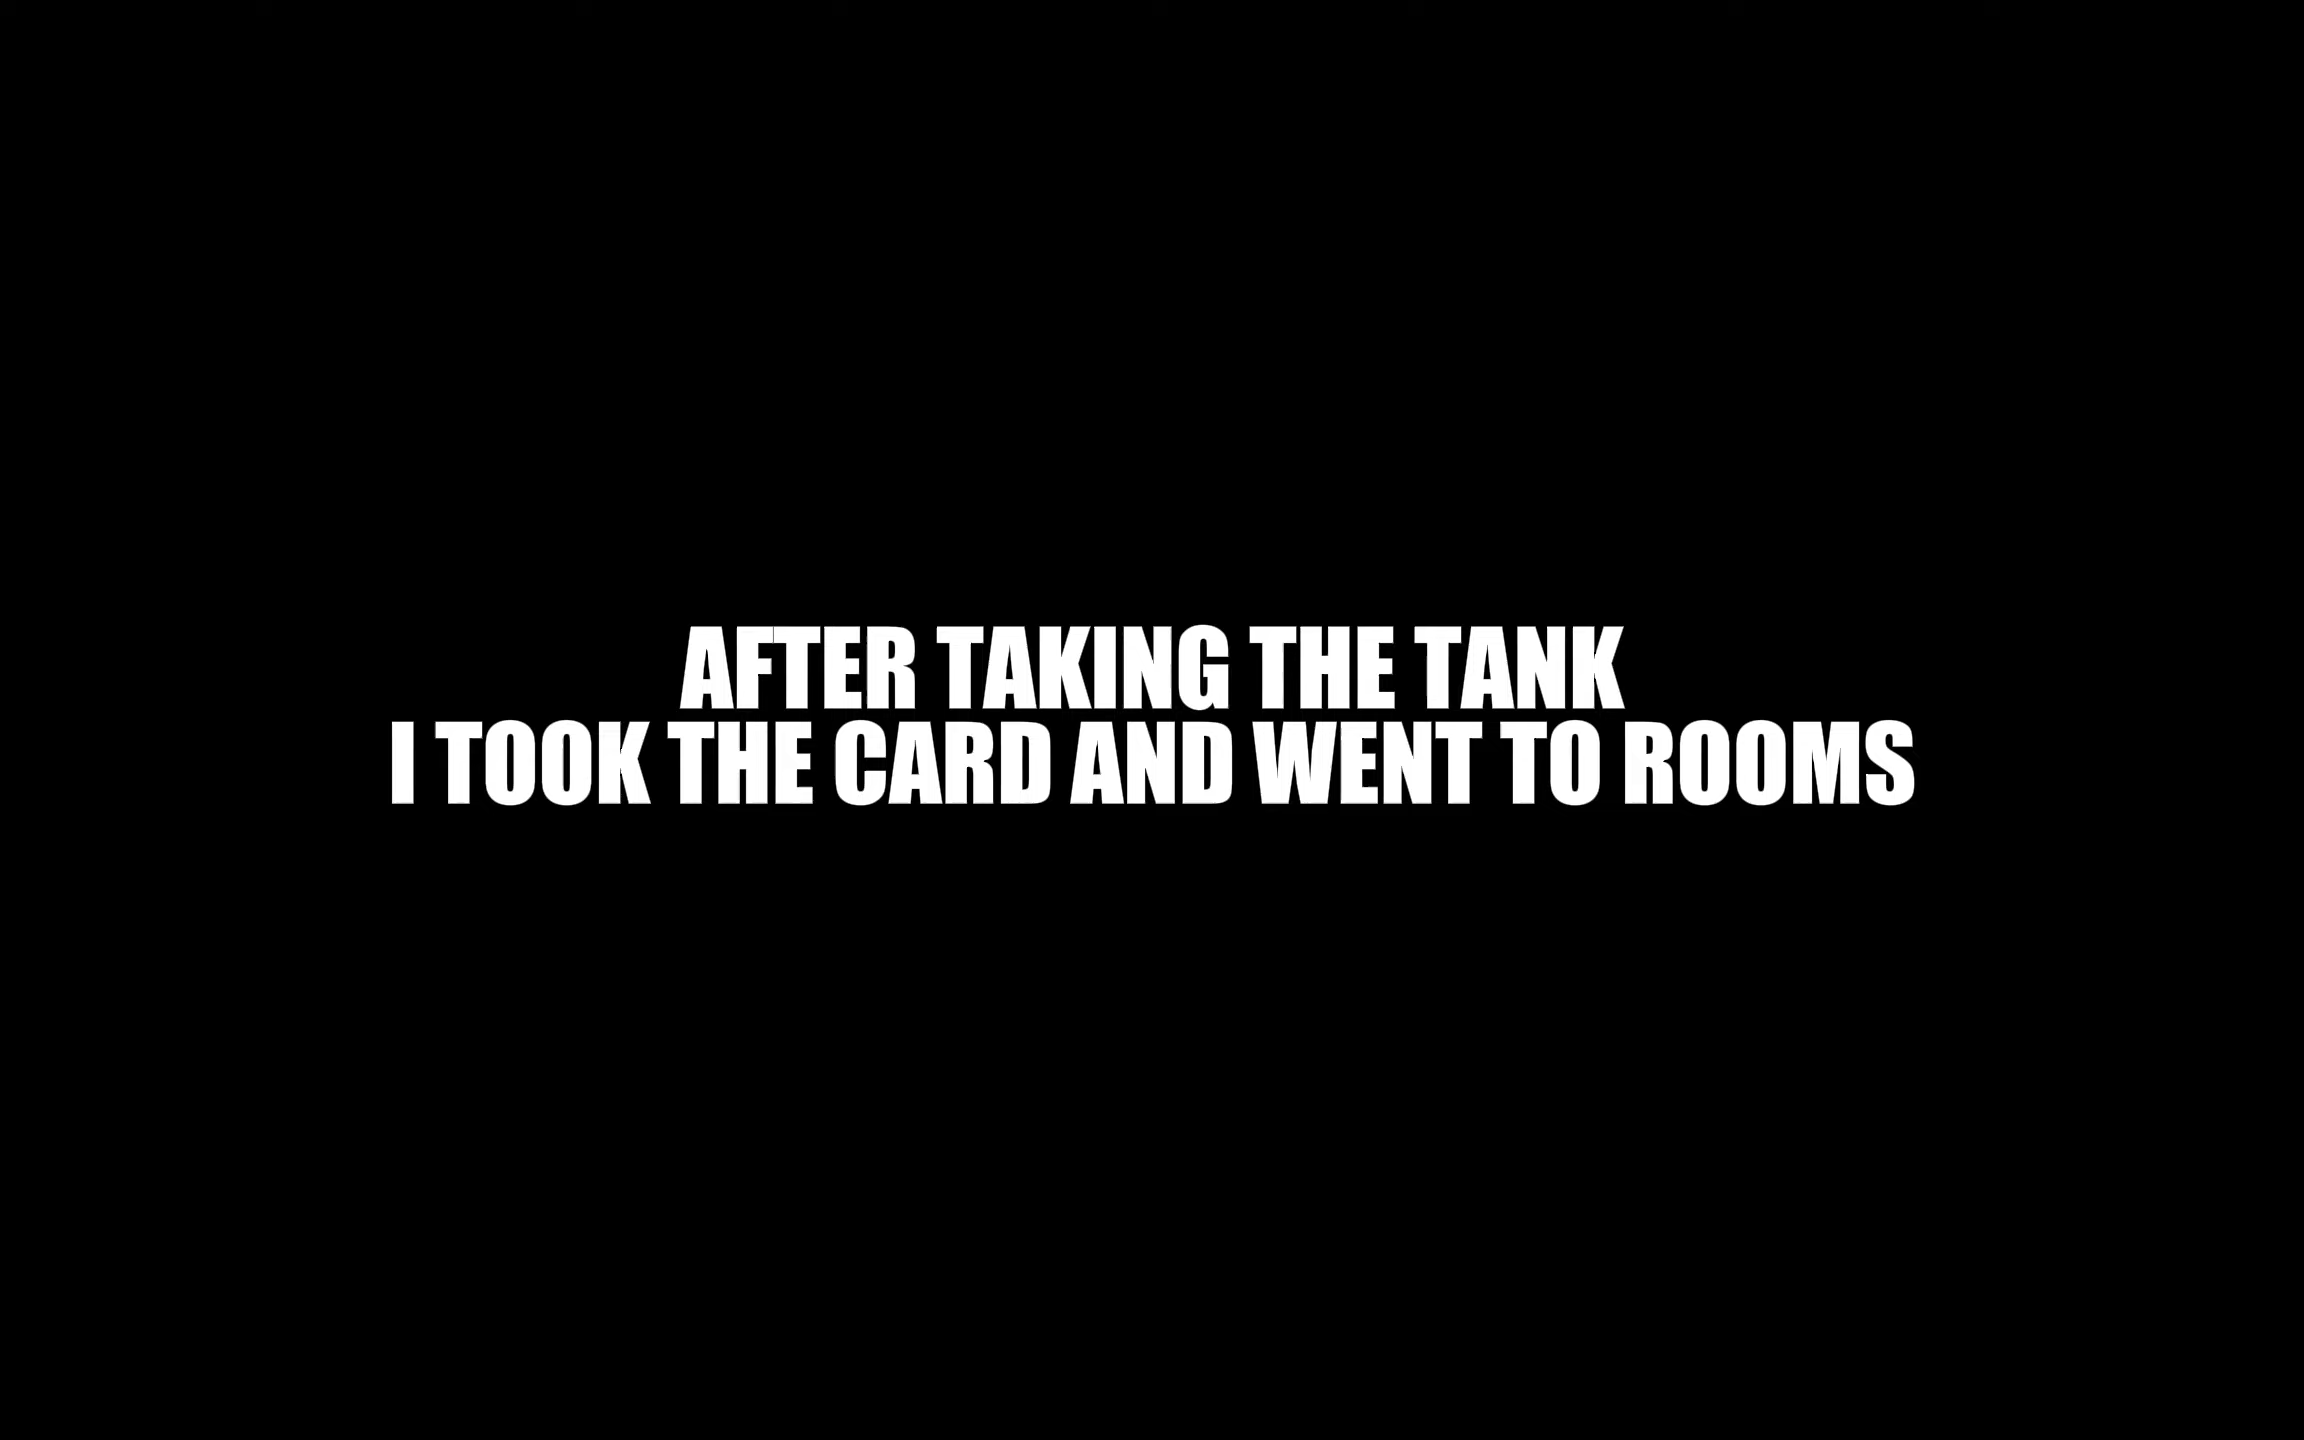 AFTER TAKING THE TANK
I TOOK THE CARD AND WENT TO ROOMS